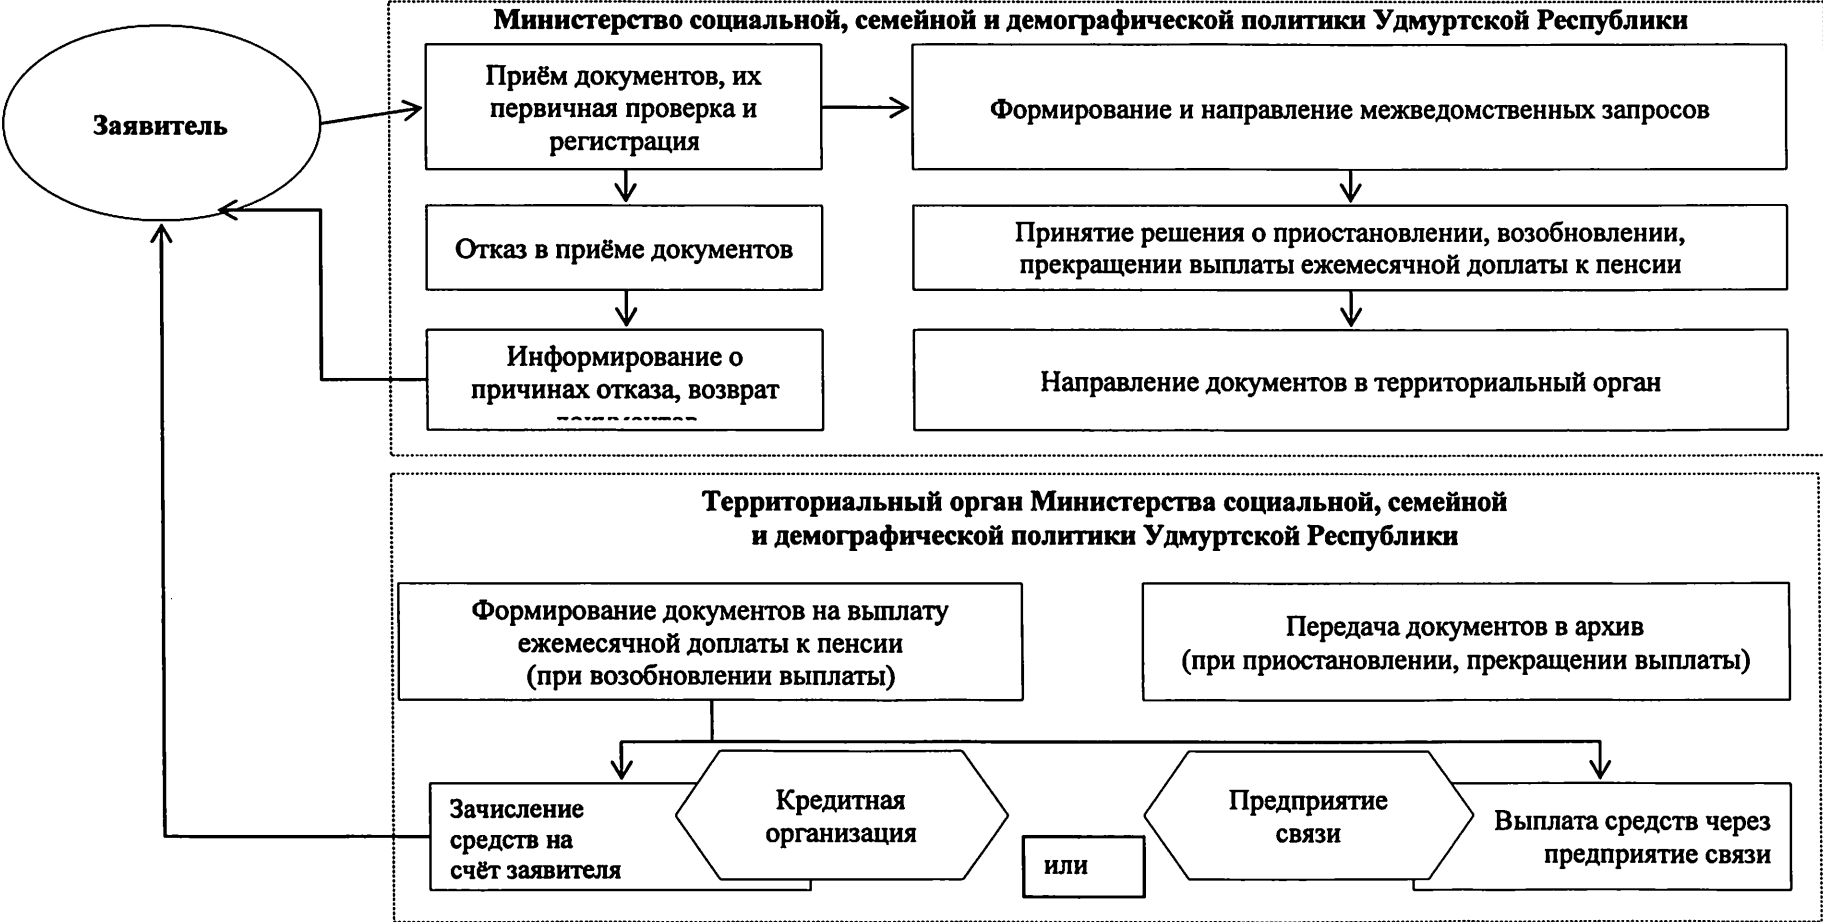 Министерство социальной, семейной и демографической политики Удмуртской Республики
Заявитель
Приём документов, их
первичная проверка и
регистрация
Формирование и направление межведомственных запросов
Отказ в приёме документов
Принятие решения о приостановлении, возобновлении,
прекращении выплаты ежемесячной доплаты к пенсии
Информирование о
причинах отказа, возврат
Направление документов в территориальный орган
Территориальный орган Министерства социальной, семейной
и демографической политики Удмуртской Республики
Формирование документов на выплату
ежемесячной доплаты к пенсии
(при возобновлении выплаты)
Передача документов в архив
(при приостановлении, прекращении выплаты)
Зачисление
средств на
счёт заявителя
Кредитная
организация
или
Предприятие
связи
Выплата средств через
предприятие связи